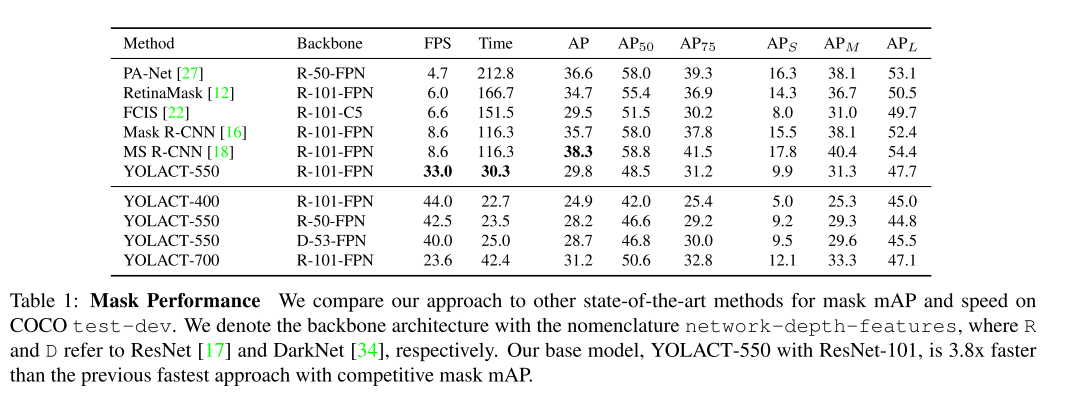 Method Backbone FPS Time AP AP50 AP75 APS APM APL
PA-Net [27] R-50-FPN 4.7 212.8 36.6 58.0 39.3 16.3 38.1 53.1
RetinaMask [12] R-101-FPN 6.0 166.7 34.7 55.4 36.9 14.3 36.7 50.5
FCIS [22] R-101-C5 6.6 151.5 29.5 51.5 30.2 8.0 31.0 49.7
Mask R-CNN [16] R-101-FPN 8.6 116.3 35.7 58.0 37.8 15.5 38.1 52.4
MS R-CNN [18] R-101-FPN 8.6 116.3 38.3 58.8 41.5 17.8 40.4 54.4
YOLACT-550 R-101-FPN 33.0 30.3 29.8 48.5 31.2 9.9 31.3 47.7
YOLACT-400 R-101-FPN 44.0 22.7 24.9 42.0 25.4 5.0 25.3 45.0
YOLACT-550 R-50-FPN 42.5 23.5 28.2 46.6 29.2 9.2 29.3 44.8
YOLACT-550 D-53-FPN 40.0 25.0 28.7 46.8 30.0 9.5 29.6 45.5
YOLACT-700 R-101-FPN 23.6 42.4 31.2 50.6 32.8 12.1 33.3 47.1
Table 1: Mask Performance We compare our approach to other state-of-the-art methods for mask mAP and speed on
COCO test-dev. We denote the backbone architecture with the nomenclature network-depth-features, where R
and D refer to ResNet [17] and DarkNet [34], respectively. Our base model, YOLACT-550 with ResNet-101, is 3.8x faster
than the previous fastest approach with competitive mask mAP.